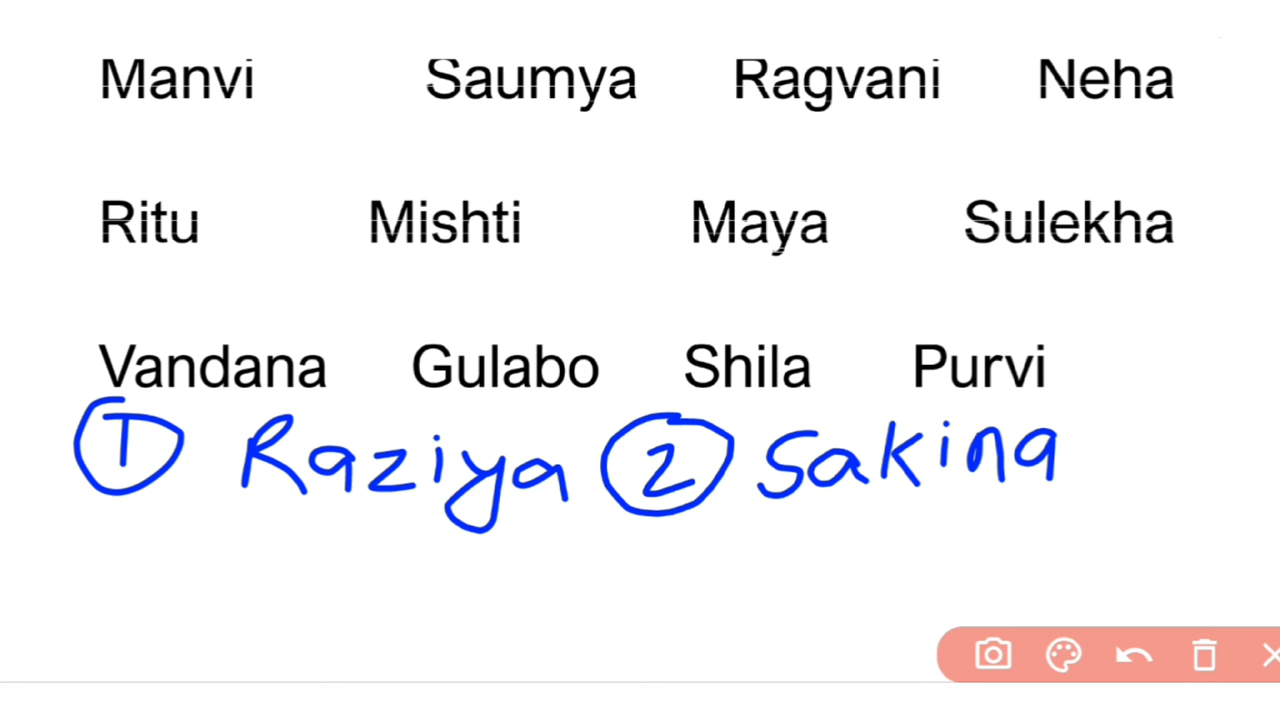 Manvi Saumya Ragvani Neha
Ritu Mishti Maya Sulekha
Vandana Gulabo Shila Purvi
① Raziya ② Sakina